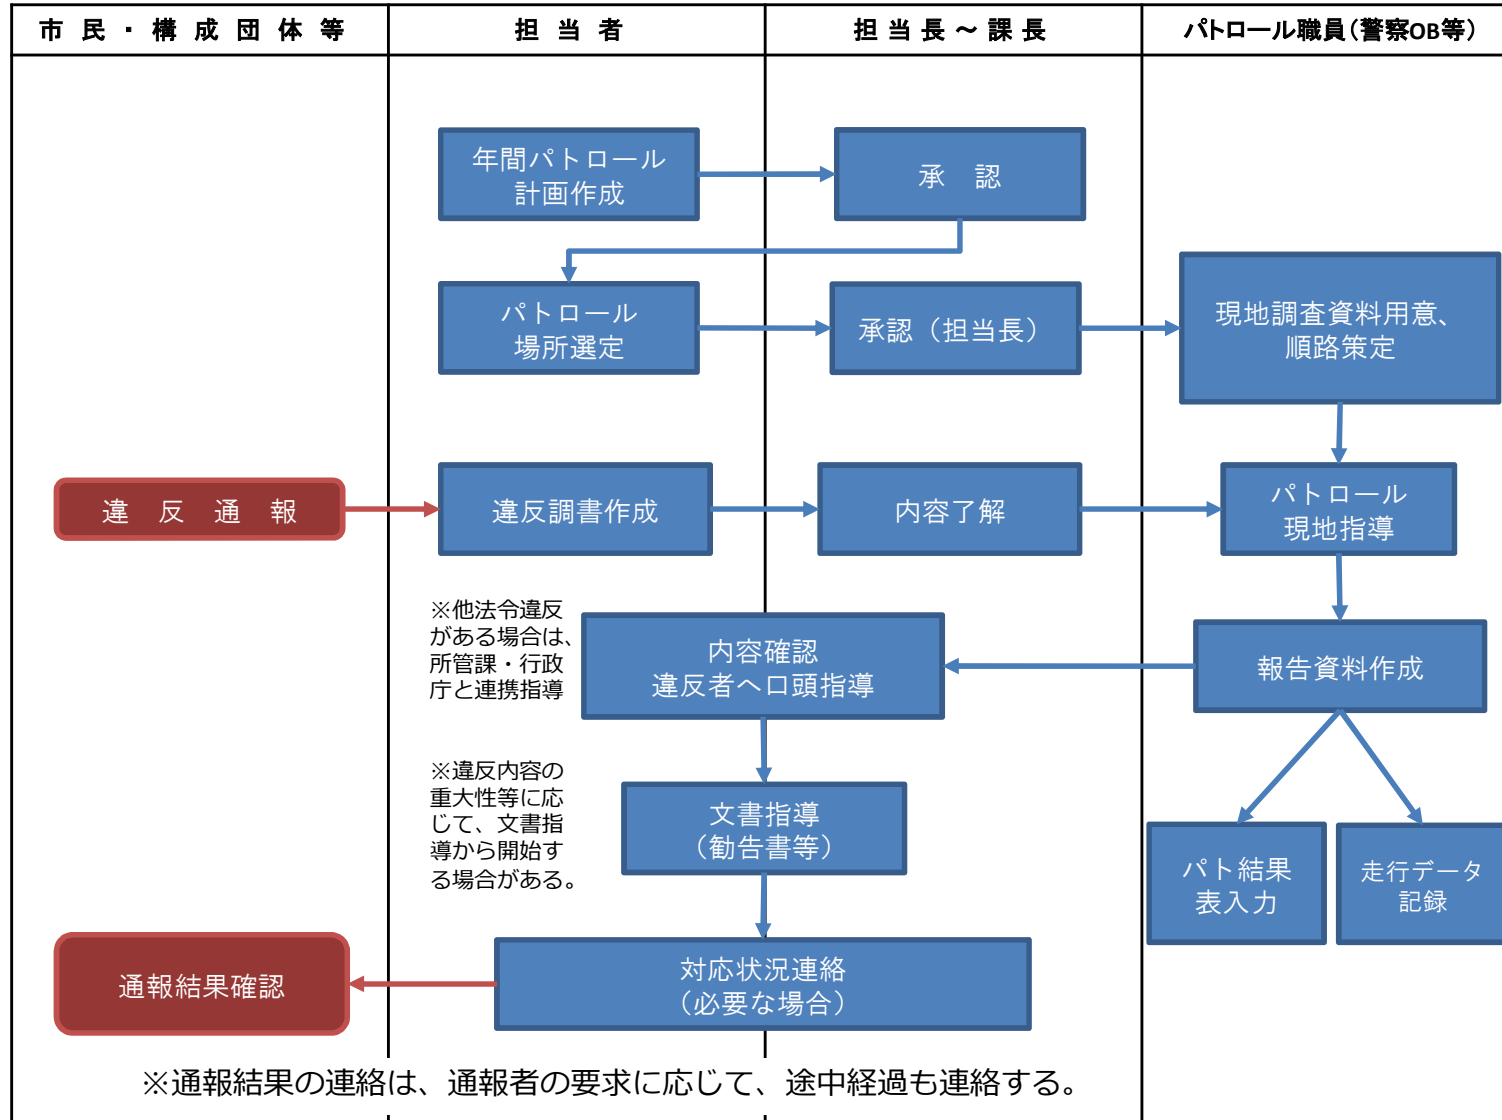 市民・構成団体等
担当者
担当長～課長
パトロール職員(警察OB等)
年間パトロール
計画作成
承　認
パトロール
場所選定
承認（担当長）
現地調査資料用意、
順路策定
違　反　通　報
違反調書作成
内容了解
パトロール
現地指導
※他法令違反
がある場合は、
所管課・行政
庁と連携指導
内容確認
違反者へ口頭指導
報告資料作成
※違反内容の
重大性等に応
じて、文書指
導から開始す
る場合がある。
文書指導
（勧告書等）
パト結果
表入力
走行データ
記録
通報結果確認
対応状況連絡
（必要な場合）
※通報結果の連絡は、通報者の要求に応じて、途中経過も連絡する。